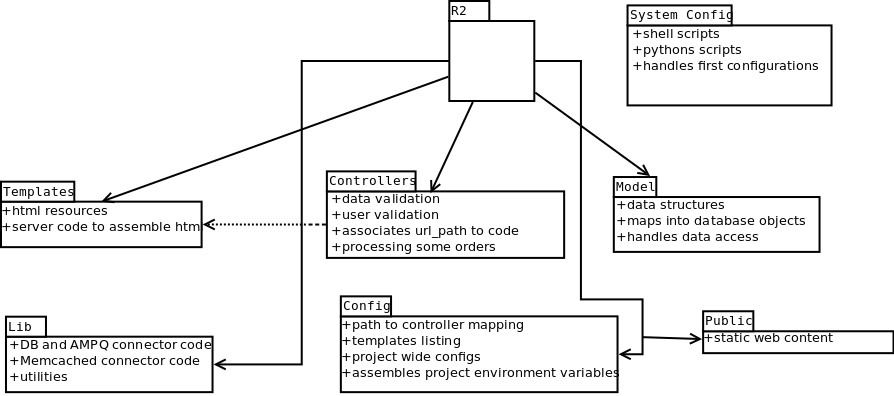 R2
System Config
+shell scripts
+pythons scripts
+handles first configurations
Templates
+html resources
+server code to assemble htm
Controllers
+data validation
+user validation
+associates url_path to code
+processing some orders
Model
+data structures
+maps into database objects
+handles data access
Lib
+DB and AMPQ connector code
+Memcached connector code
+utilities
Config
+path to controller mapping
+templates listing
+project wide configs
+assembles project environment variables
Public
+static web content